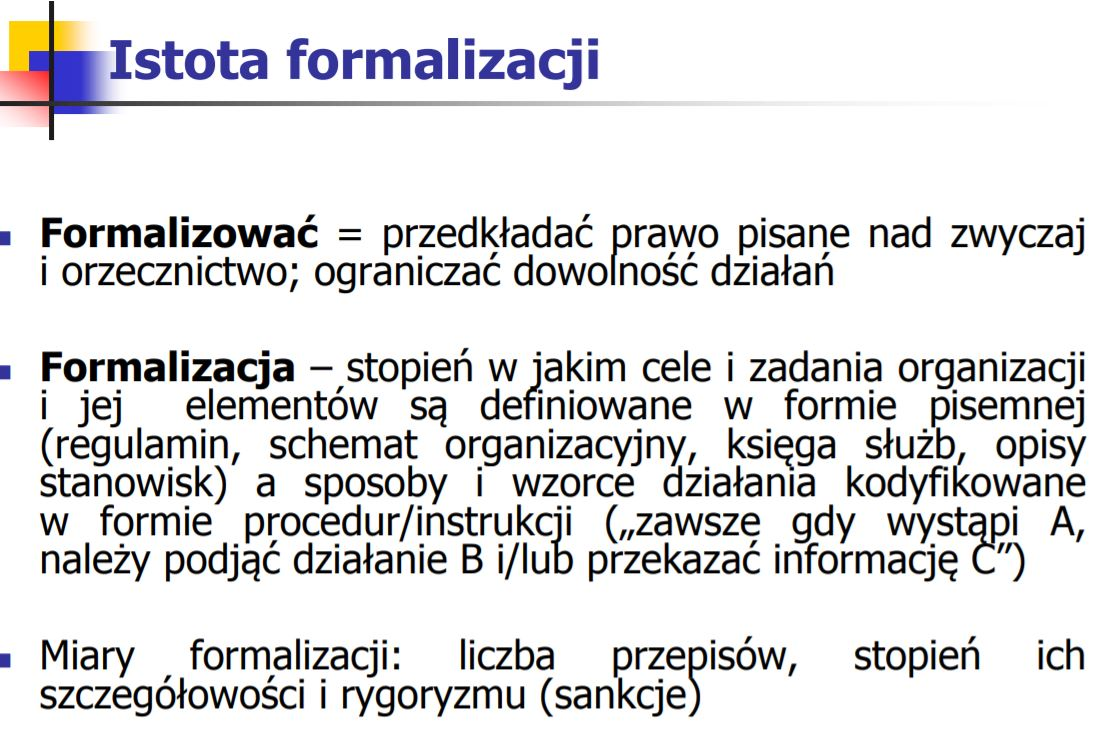 Istota formalizacji
Formalizować = przedkładać prawo pisane nad zwyczaj
i orzecznictwo; ograniczać dowolność działań
Formalizacja – stopień w jakim cele i zadania organizacji
i jej elementów są definiowane w formie pisemnej
(regulamin, schemat organizacyjny, księga służb, opisy
stanowisk) a sposoby i wzorce działania kodyfikowane
w formie procedur/instrukcji („zawsze gdy wystąpi A,
należy podjąć działanie B i/lub przekazać informację C”)
Miary formalizacji: liczba przepisów, stopień ich
szczegółowości i rygoryzmu (sankcje)